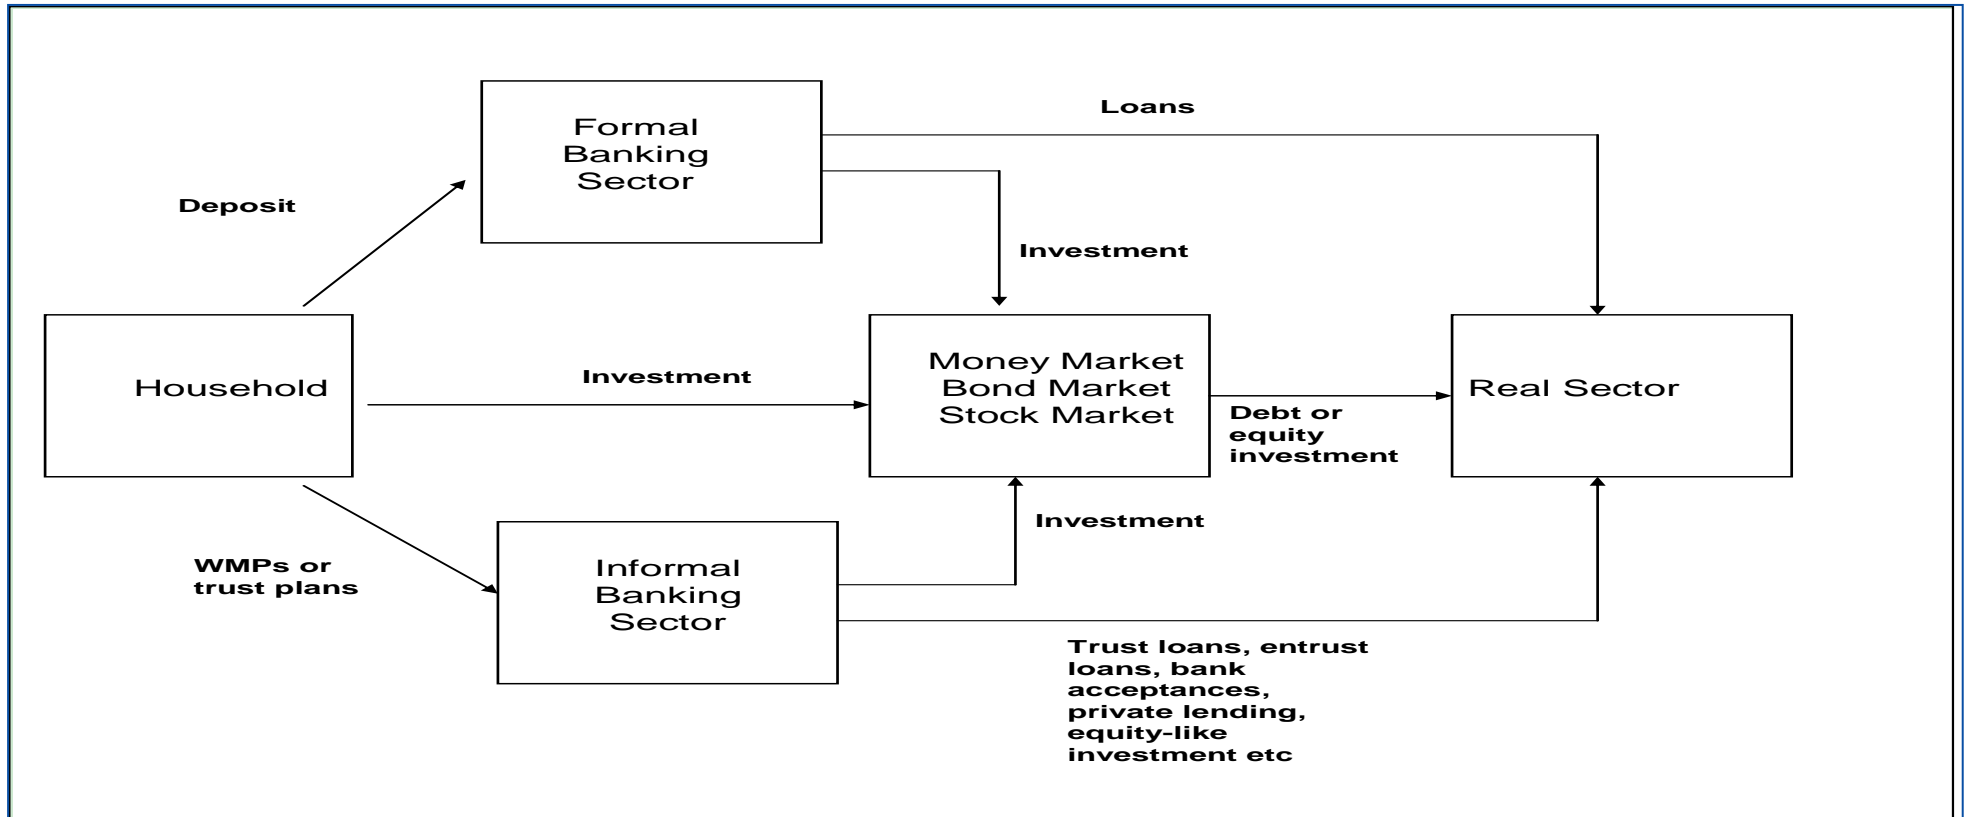 Loans
Formal
Banking
Sector
Deposit
Investment
Household
Investment
Money Market
Bond Market
Stock Market
Real Sector
Debt or
equity
investment
Investment
WMPs or
trust plans
Informal
Banking
Sector
Trust loans, entrust
loans, bank
acceptances,
private lending,
equity-like
investment etc